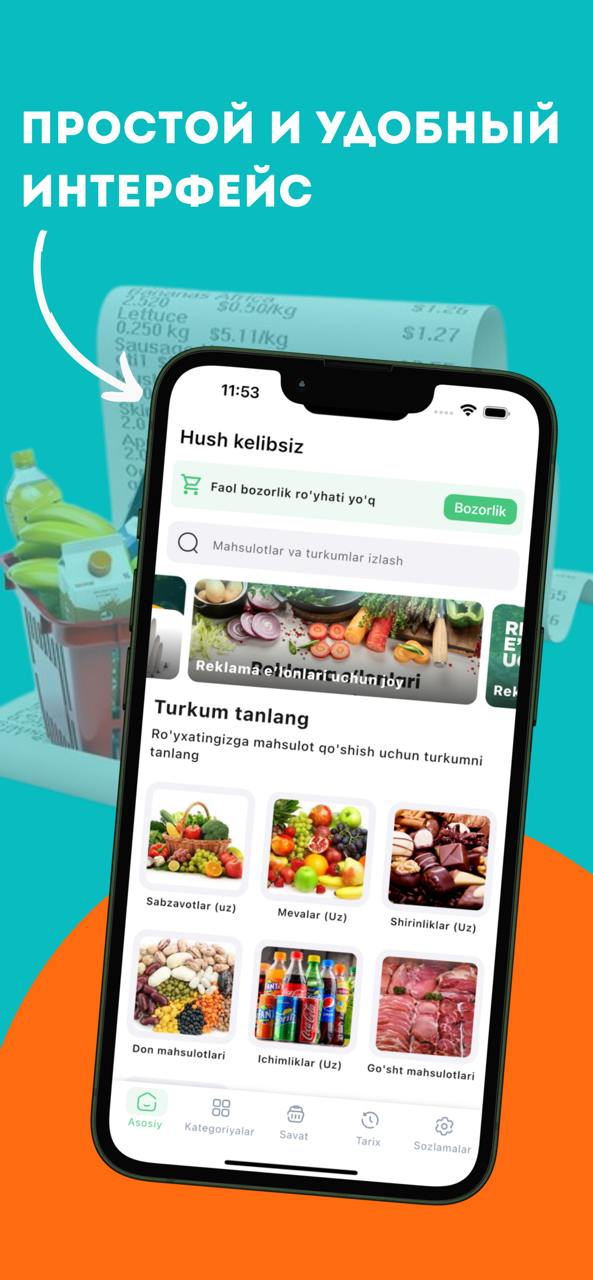 ПРОСТОЙ И УДОБНЫЙ
ИНТЕРФЕЙС
Bananas Africa
2.520 $0.50/kg $1.26
Lettuce
0.250 kg $5.11/kg $1.27
Sausage
11:53
Hush kelibsiz
Faol bozorlik ro'yhati yo'q
Bozorlik
Mahsulotlar va turkumlar izlash
Reklama e'lonlari uchun joy
Turkum tanlang
Ro'yxatingizga mahsulot qo'shish uchun turkumni
tanlang
Sabzavotlar (uz)
Mevalar (Uz)
Shirinliklar (Uz)
Don mahsulotlari
Ichimliklar (Uz)
Go'sht mahsulotlari
Asosiy
Kategoriyalar
Savat
Tarix
Sozlamalar